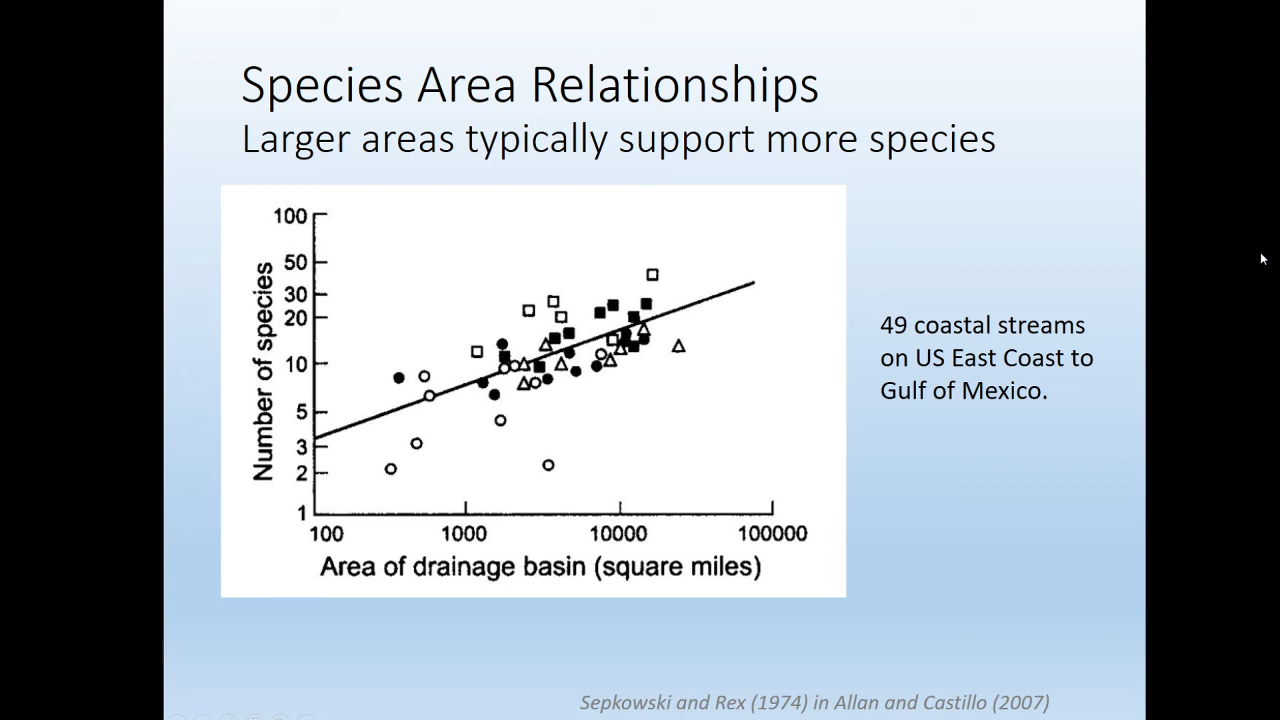 Species Area Relationships
Larger areas typically support more species
Number of species
100
50
30
20
10
5
3
2
1
100
1000
10000
100000
Area of drainage basin (square miles)
49 coastal streams
on US East Coast to
Gulf of Mexico.
Sepkowski and Rex (1974) in Allan and Castillo (2007)